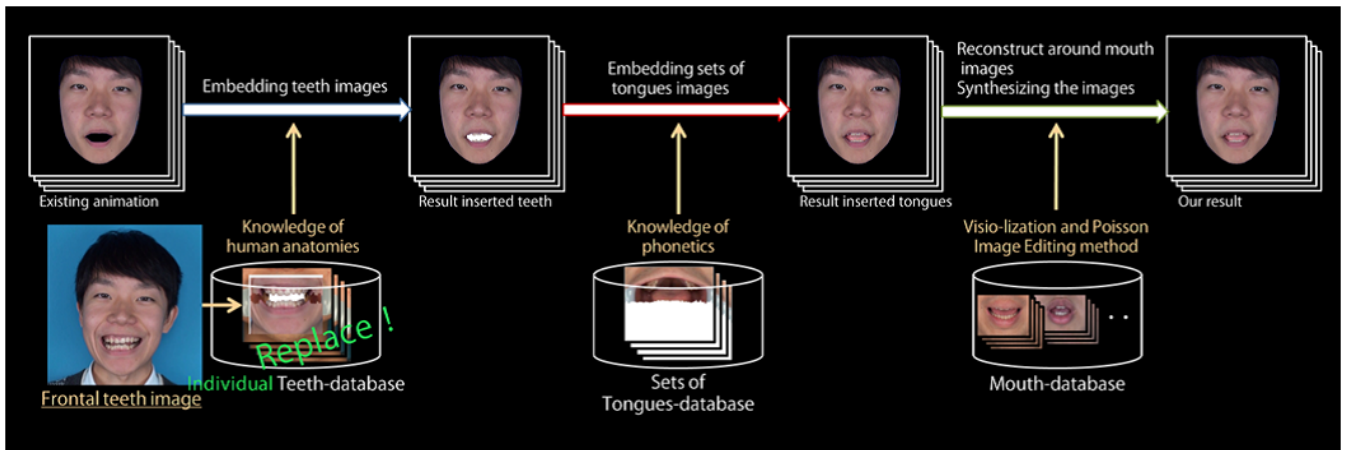 Embedding teeth images
Embedding sets of
tongues images
Reconstruct around mouth
images
Synthesizing the images
Existing animation
Result inserted teeth
Result inserted tongues
Our result
Knowledge of
human anatomies
Knowledge of
phonetics
Visio-lization and Poisson
Image Editing method
Replace !
Individual Teeth-database
Frontal teeth image
Sets of
Tongues-database
Mouth-database